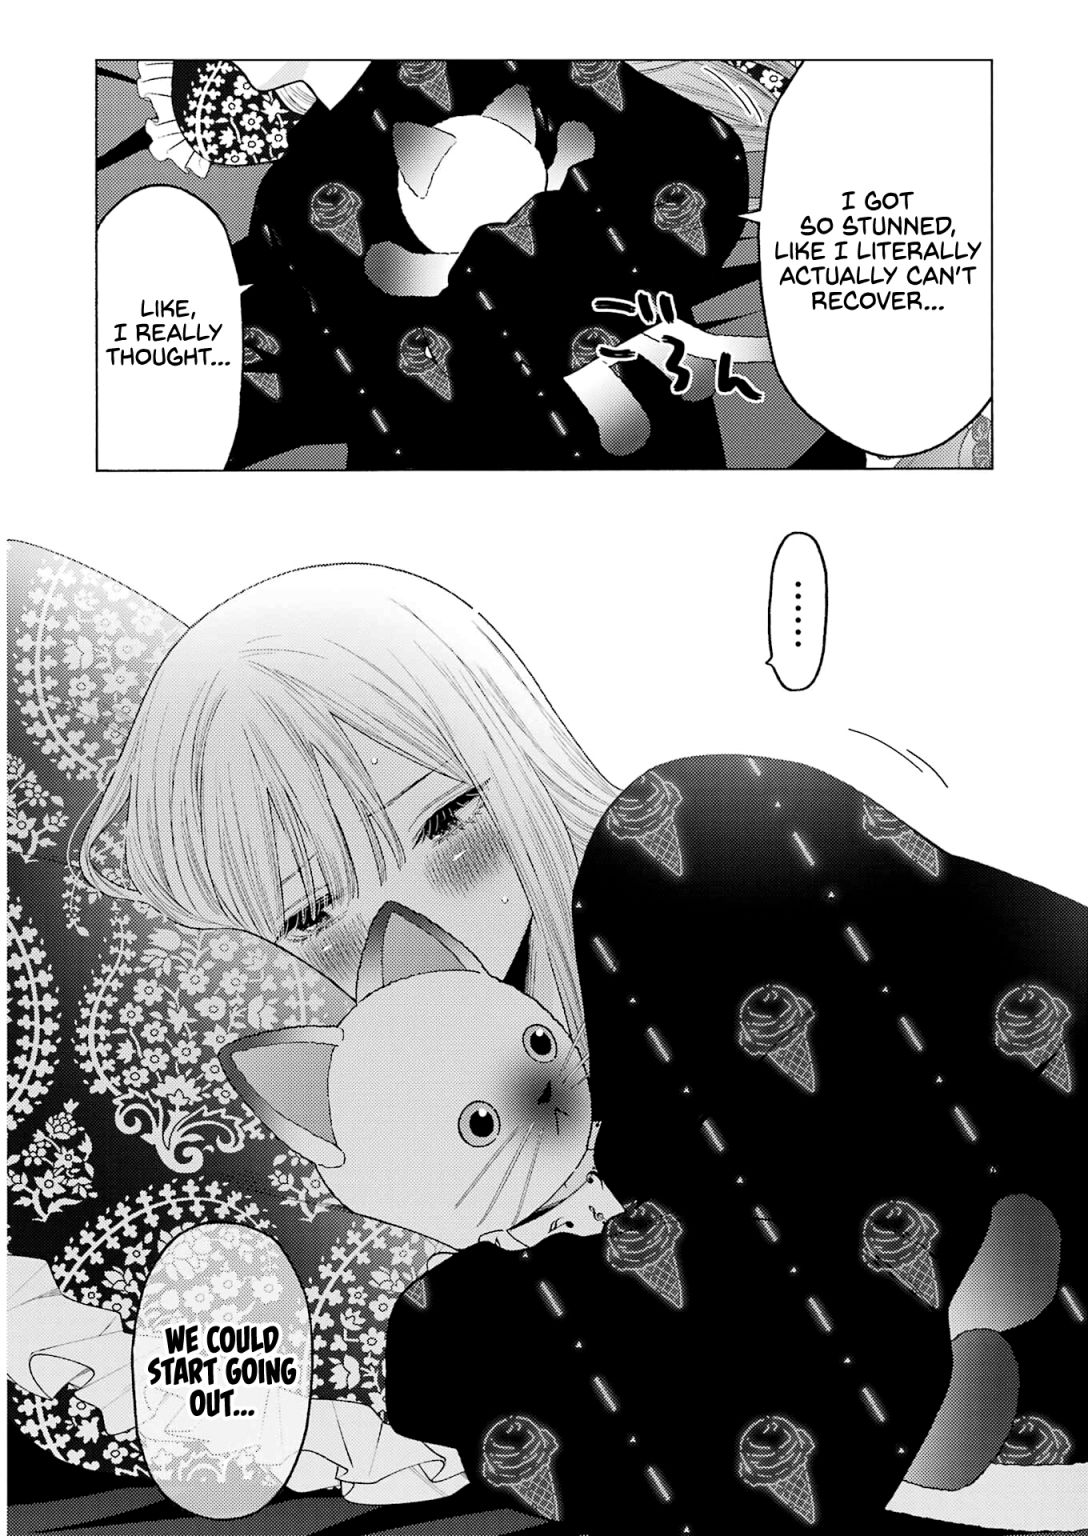 I GOT
SO STUNNED,
LIKE I LITERALLY
ACTUALLY CAN'T
RECOVER...
LIKE,
I REALLY
THOUGHT...
ごろん
......
WE COULD
START GOING
OUT...